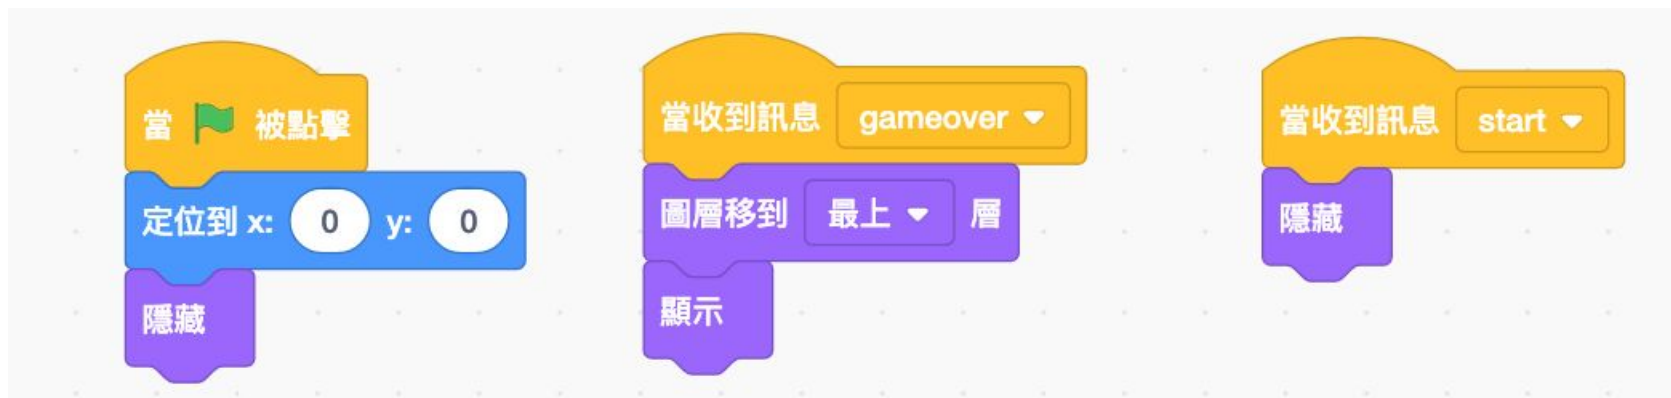 當 被點擊
定位到 x: 0 y: 0
隱藏
當收到訊息 gameover
圖層移到 最上 層
顯示
當收到訊息 start
隱藏